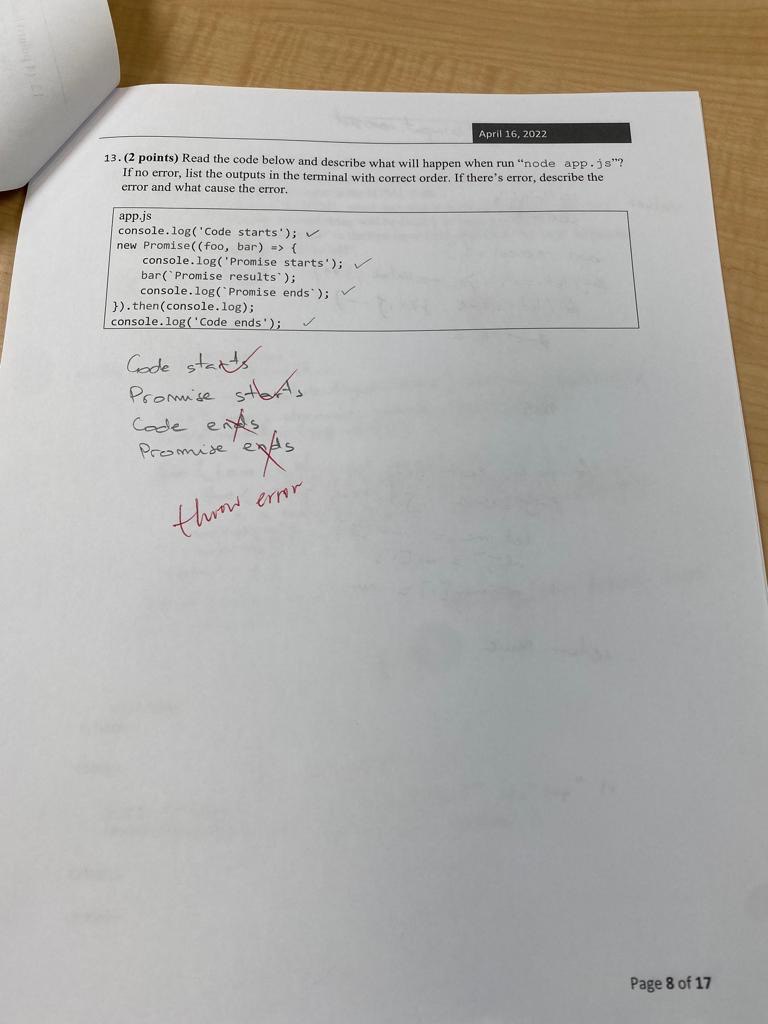 April 16, 2022
13. (2 points) Read the code below and describe what will happen when run "node app.js"?
If no error, list the outputs in the terminal with correct order. If there's error, describe the
error and what cause the error.
app.js
console.log('Code starts'); ✓
new Promise((foo, bar) => {
console.log('Promise starts'); ✓
bar(`Promise results`);
console.log(`Promise ends`); ✓
}).then(console.log);
console.log('Code ends'); ✓
Code starts
Promise starts
Code ends
Promise ends
throw error
Page 8 of 17